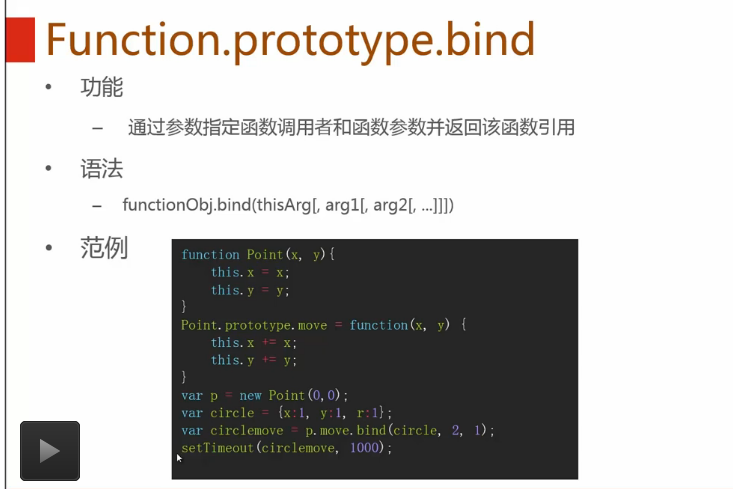 Function.prototype.bind
• 功能
– 通过参数指定函数调用者和函数参数并返回该函数引用
• 语法
– functionObj.bind(thisArg[, arg1[, arg2[, ...]]])
• 范例
function Point(x, y){
    this.x = x;
    this.y = y;
}
Point.prototype.move = function(x, y) {
    this.x += x;
    this.y += y;
}
var p = new Point(0,0);
var circle = {x:1, y:1, r:1};
var circlemove = p.move.bind(circle, 2, 1);
setTimeout(circlemove, 1000);